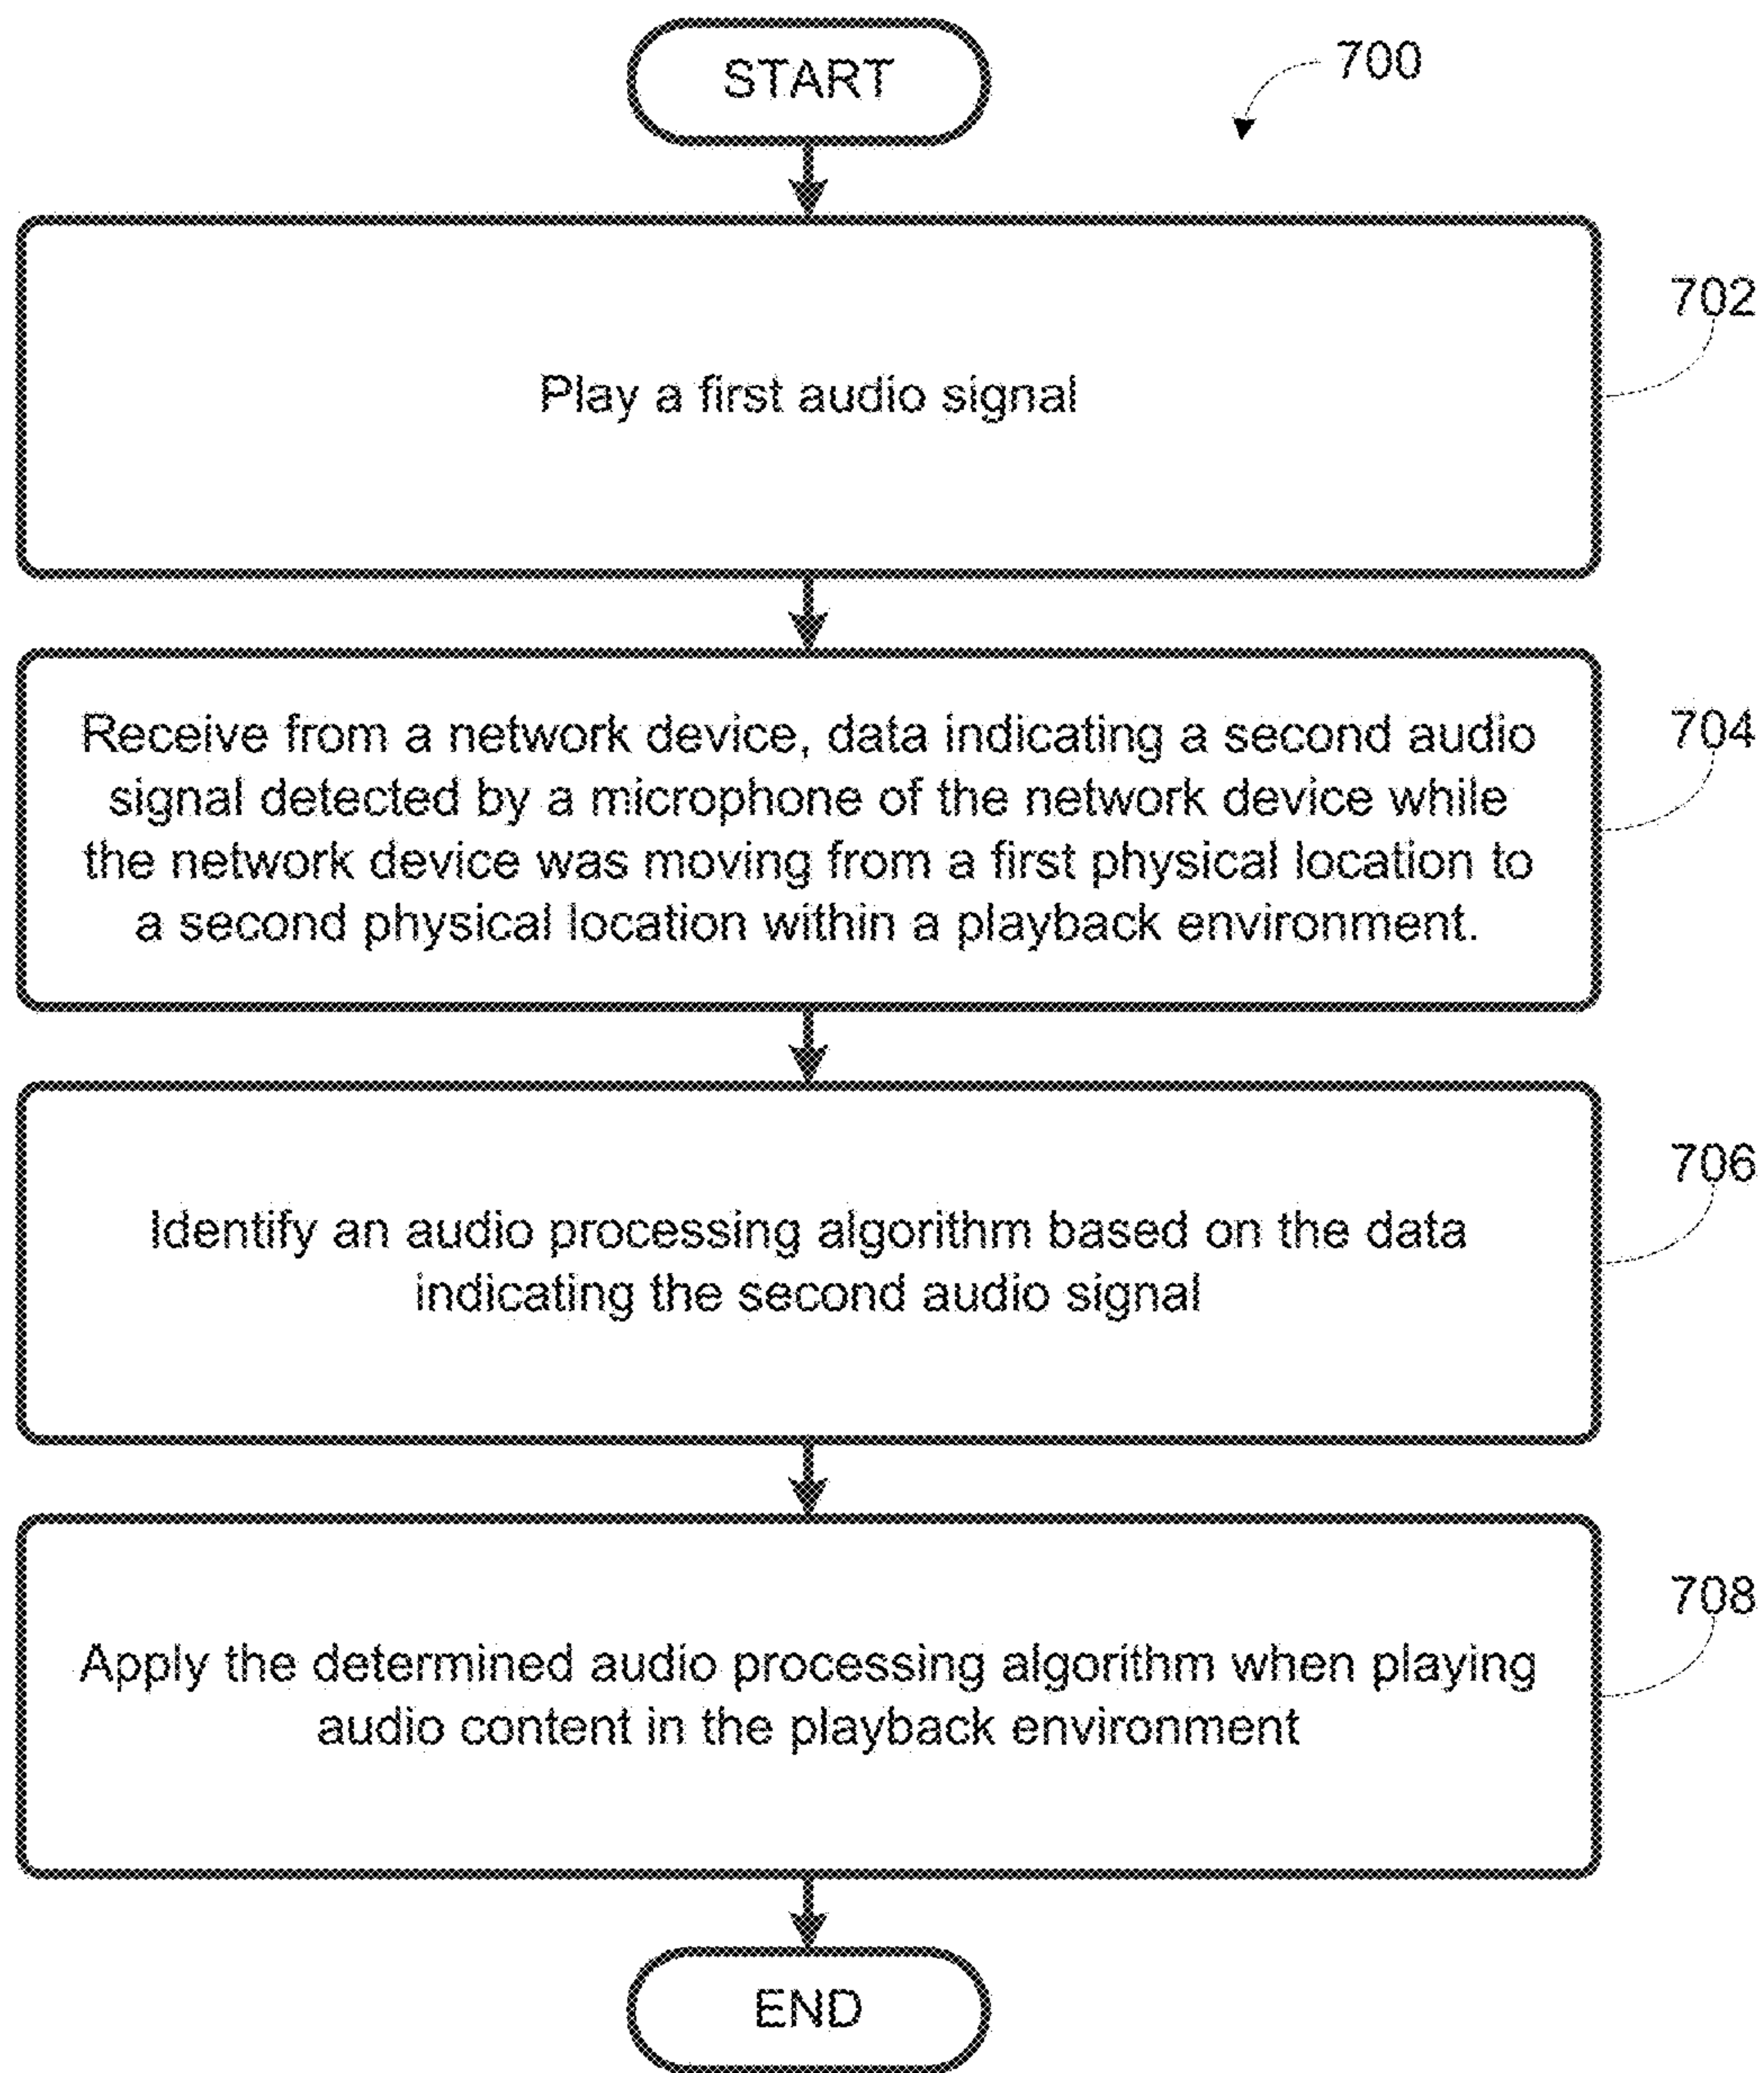 START
700
702
Play a first audio signal
704
Receive from a network device, data indicating a second audio
signal detected by a microphone of the network device while
the network device was moving from a first physical location to
a second physical location within a playback environment.
706
Identify an audio processing algorithm based on the data
indicating the second audio signal
708
Apply the determined audio processing algorithm when playing
audio content in the playback environment
END